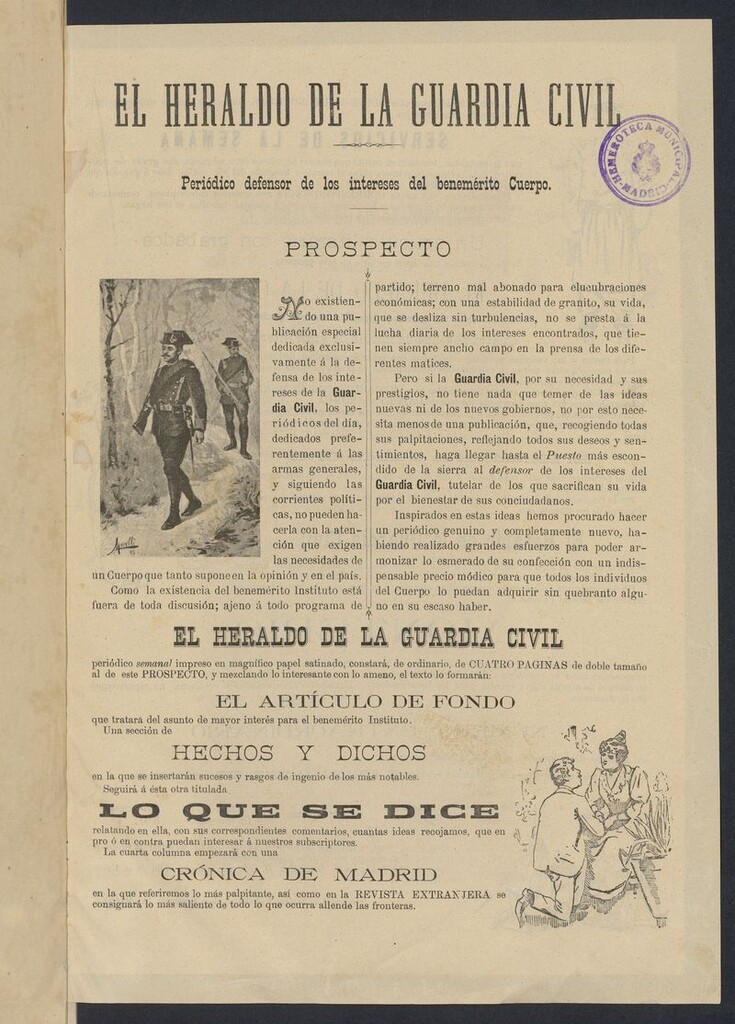 EL HERALDO DE LA GUARDIA CIVIL
HEMEROTECA MUNICIPAL
MADRID
Periódico defensor de los intereses del benemérito Cuerpo.
PROSPECTO
No existien-
do una pu-
blicación especial
dedicada exclusi-
vamente á la de-
fensa de los inte-
reses de la Guar-
dia Civil, los pe-
riódicos del día,
dedicados prefe-
rentemente á las
armas generales,
y siguiendo las
corrientes políti-
cas, no pueden ha-
cerla con la aten-
ción que exigen
las necesidades de
un Cuerpo que tanto supone en la opinión y en el país.
Como la existencia del benemérito Instituto está
fuera de toda discusión; ajeno á todo programa de
partido; terreno mal abonado para elucubraciones
económicas; con una estabilidad de granito, su vida,
que se desliza sin turbulencias, no se presta á la
lucha diaria de los intereses encontrados, que tie-
nen siempre ancho campo en la prensa de los dife-
rentes matices.
Pero si la Guardia Civil, por su necesidad y sus
prestigios, no tiene nada que temer de las ideas
nuevas ni de los nuevos gobiernos, no por esto nece-
sita menos de una publicación, que, recogiendo todas
sus palpitaciones, reflejando todos sus deseos y sen-
timientos, haga llegar hasta el Puesto más escon-
dido de la sierra al defensor de los intereses del
Guardia Civil, tutelar de los que sacrifican su vida
por el bienestar de sus conciudadanos.
Inspirados en estas ideas hemos procurado hacer
un periódico genuino y completamente nuevo, ha-
biendo realizado grandes esfuerzos para poder ar-
monizar lo esmerado de su confección con un indis-
pensable precio módico para que todos los individuos
del Cuerpo lo puedan adquirir sin quebranto algu-
no en su escaso haber.
EL HERALDO DE LA GUARDIA CIVIL
periódico semanal impreso en magnífico papel satinado, constará, de ordinario, de CUATRO PAGINAS de doble tamaño
al de este PROSPECTO, y mezclando lo interesante con lo ameno, el texto lo formarán:
EL ARTÍCULO DE FONDO
que tratará del asunto de mayor interés para el benemérito Instituto.
Una sección de
HECHOS Y DICHOS
en la que se insertarán sucesos y rasgos de ingenio de los más notables.
Seguirá á ésta otra titulada
LO QUE SE DICE
relatando en ella, con sus correspondientes comentarios, cuantas ideas recojamos, que en
pro ó en contra puedan interesar á nuestros subscriptores.
La cuarta columna empezará con una
CRÓNICA DE MADRID
en la que referiremos lo más palpitante, así como en la REVISTA EXTRANJERA se
consignará lo más saliente de todo lo que ocurra allende las fronteras.